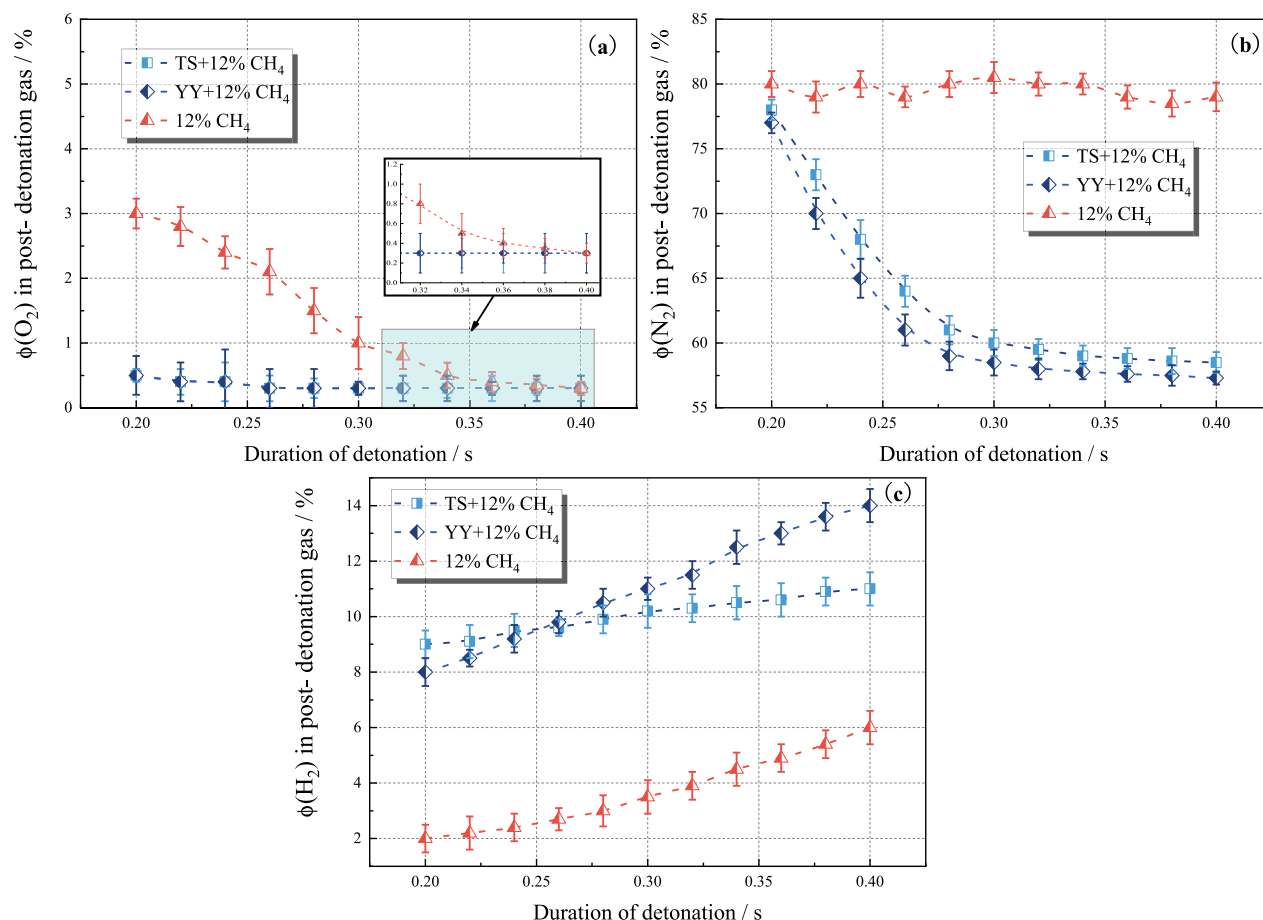 (a)
ϕ(O₂) in post- detonation gas / %
6
5
4
3
2
1
0
TS+12% CH₄
YY+12% CH₄
12% CH₄
1.2
1.0
0.8
0.6
0.4
0.2
0.0
0.32 0.34 0.36 0.38 0.40
0.20 0.25 0.30 0.35 0.40
Duration of detonation / s
(b)
ϕ(N₂) in post- detonation gas / %
85
80
75
70
65
60
55
TS+12% CH₄
YY+12% CH₄
12% CH₄
0.20 0.25 0.30 0.35 0.40
Duration of detonation / s
(c)
ϕ(H₂) in post- detonation gas / %
14
12
10
8
6
4
2
TS+12% CH₄
YY+12% CH₄
12% CH₄
0.20 0.25 0.30 0.35 0.40
Duration of detonation / s